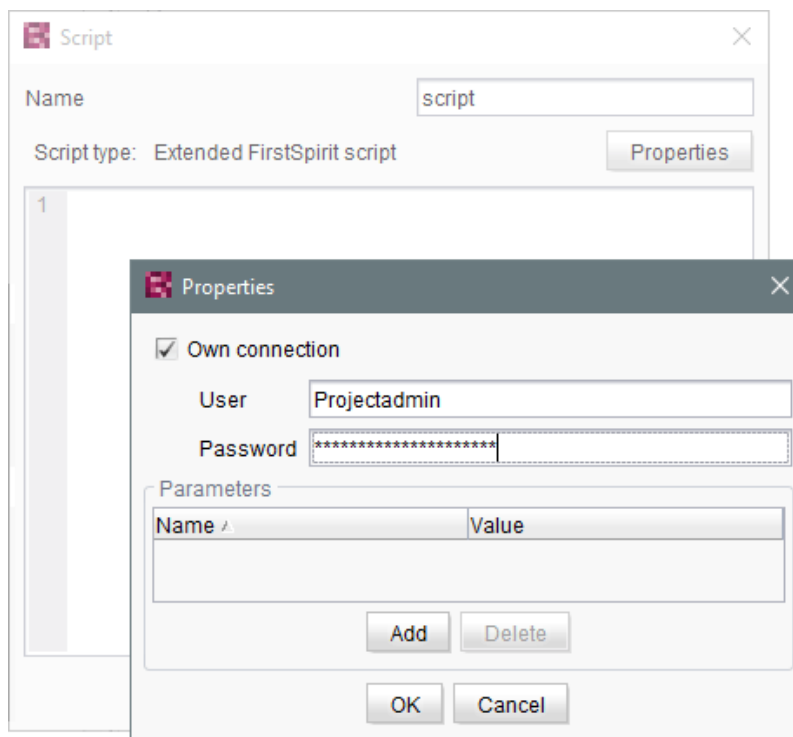 Script
Name script
Script type: Extended FirstSpirit script Properties
1
Properties
Own connection
User Projectadmin
Password *********************
Parameters
Name Value
Add Delete
OK Cancel